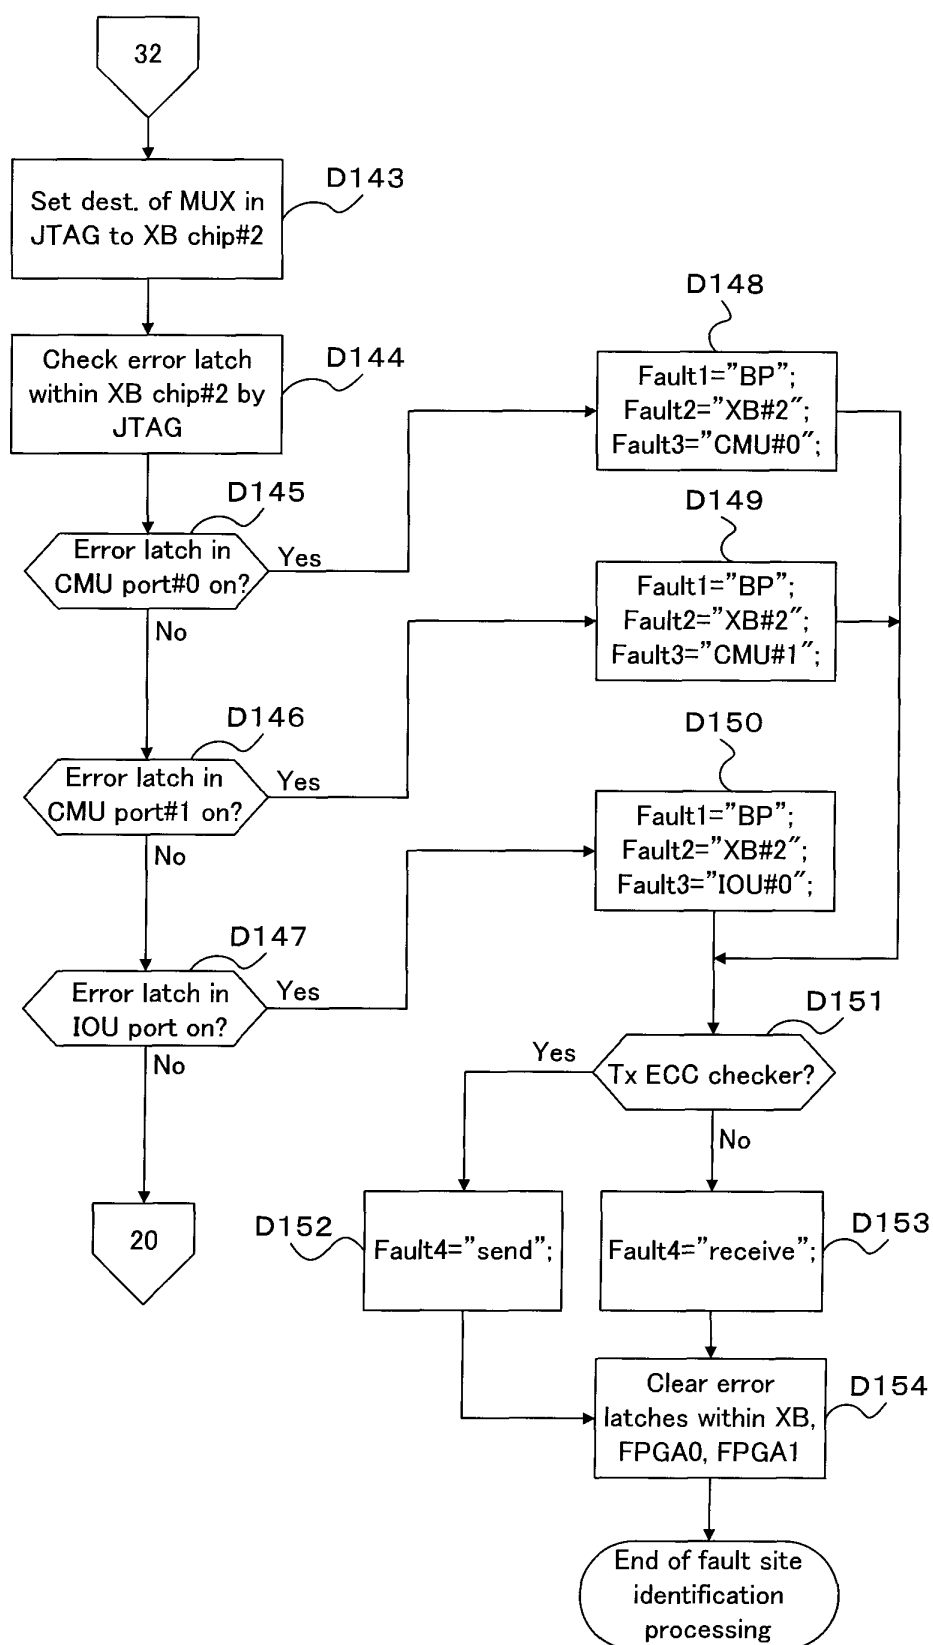 32
D143
Set dest. of MUX in
JTAG to XB chip#2
D144
Check error latch
within XB chip#2 by
JTAG
D145
Error latch in
CMU port#0 on?
Yes
No
D146
Error latch in
CMU port#1 on?
Yes
No
D147
Error latch in
IOU port on?
Yes
No
20
D148
Fault1="BP";
Fault2="XB#2";
Fault3="CMU#0";
D149
Fault1="BP";
Fault2="XB#2";
Fault3="CMU#1";
D150
Fault1="BP";
Fault2="XB#2";
Fault3="IOU#0";
D151
Tx ECC checker?
Yes
No
D152
Fault4="send";
D153
Fault4="receive";
D154
Clear error
latches within XB,
FPGA0, FPGA1
End of fault site
identification
processing